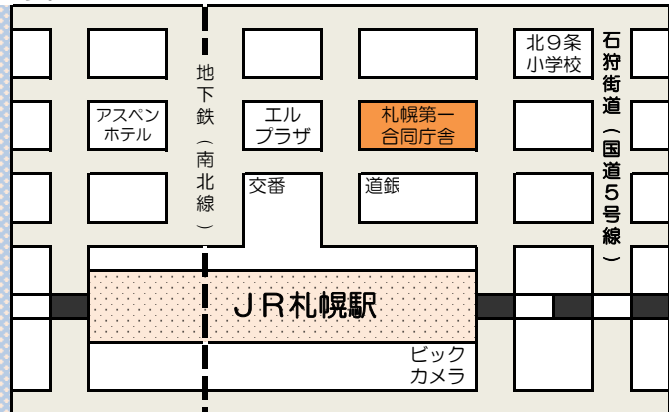 北９条
小学校
石狩街道（国道５号線）
地下鉄（南北線）
アスペン
ホテル
エル
プラザ
札幌第一
合同庁舎
交番
道銀
ＪＲ札幌駅
ビック
カメラ